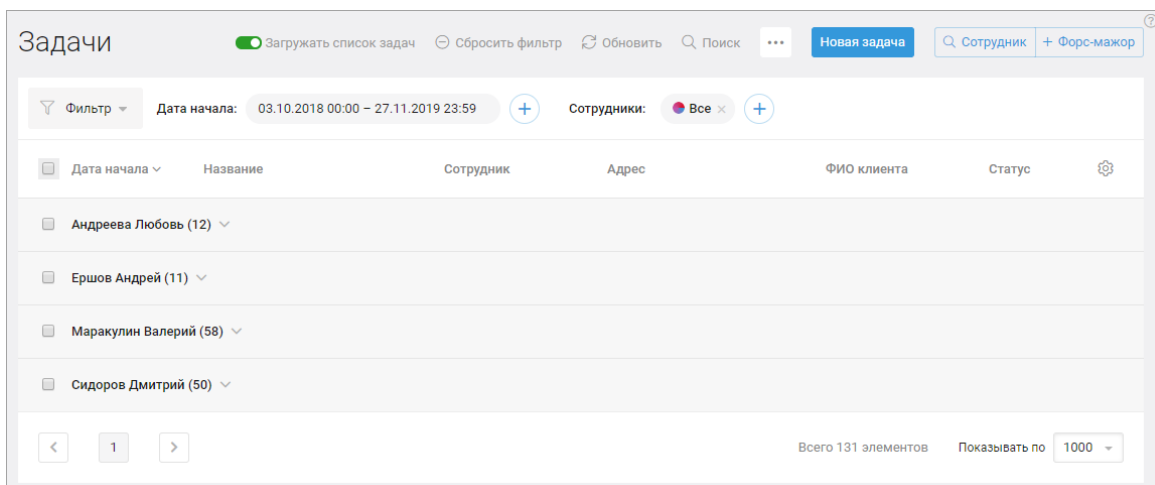 Задачи
Загружать список задач Сбросить фильтр Обновить Поиск ... Новая задача Сотрудник + Форс-мажор ?
Фильтр Дата начала: 03.10.2018 00:00 – 27.11.2019 23:59 + Сотрудники: Все × +
Дата начала Название Сотрудник Адрес ФИО клиента Статус
Андреева Любовь (12)
Ершов Андрей (11)
Маракулин Валерий (58)
Сидоров Дмитрий (50)
< 1 > Всего 131 элементов Показывать по 1000